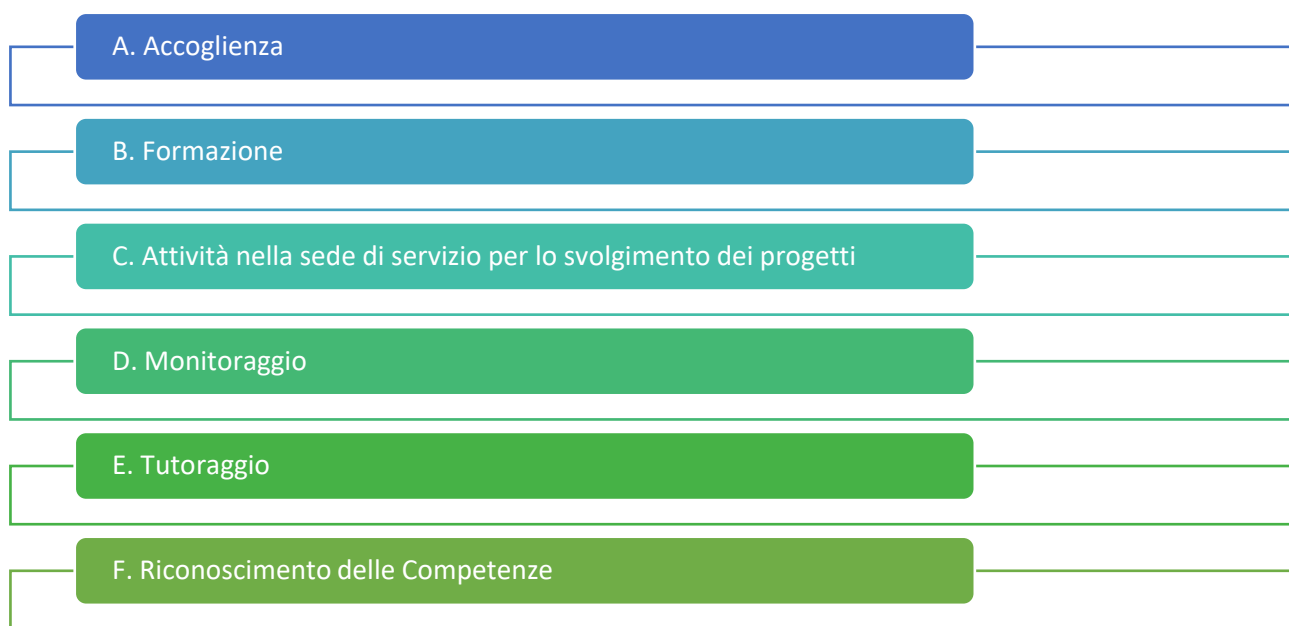 A. Accoglienza
B. Formazione
C. Attività nella sede di servizio per lo svolgimento dei progetti
D. Monitoraggio
E. Tutoraggio
F. Riconoscimento delle Competenze